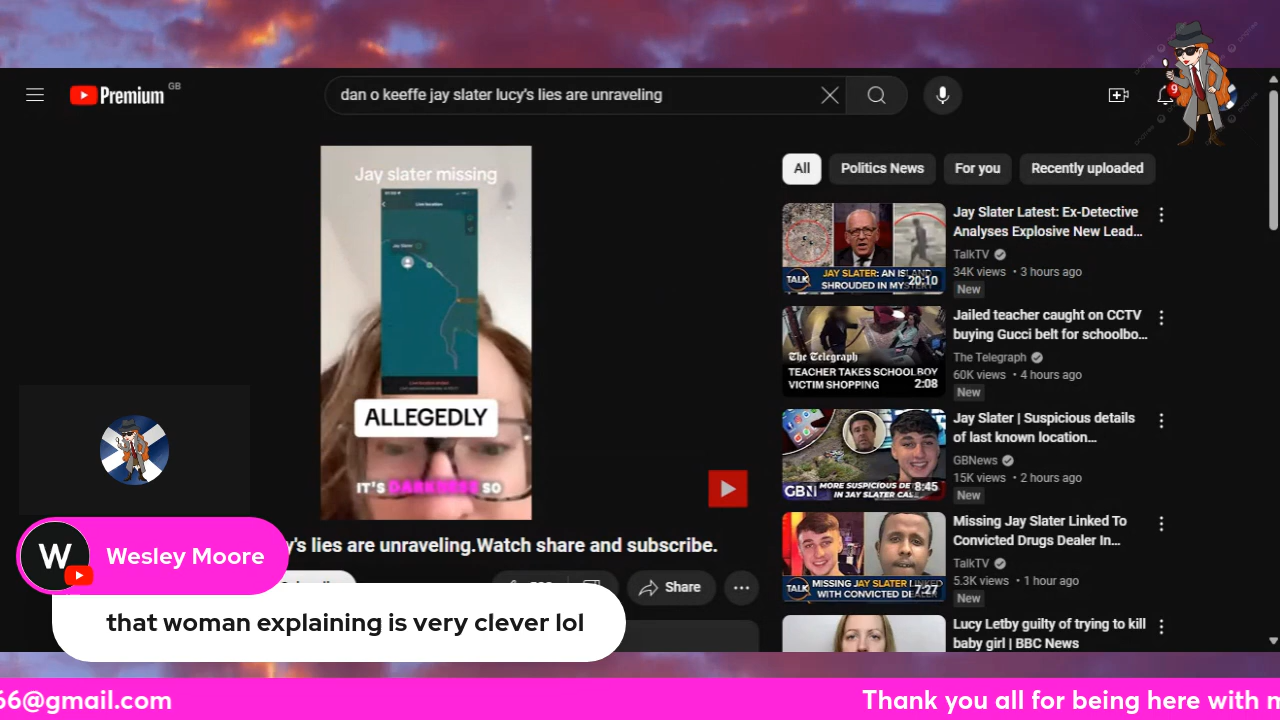 Premium GB
dan o keeffe jay slater lucy's lies are unraveling
9
All
Politics News
For you
Recently uploaded
Jay slater missing
Live location
ALLEGEDLY
IT'S DARKNESS SO
y's lies are unraveling.Watch share and subscribe.
Share
TALK
JAY SLATER: AN ISLAND
SHROUDED IN MYSTERY
20:10
Jay Slater Latest: Ex-Detective
Analyses Explosive New Lead...
TalkTV
34K views • 3 hours ago
New
The Telegraph
TEACHER TAKES SCHOOLBOY
VICTIM SHOPPING
2:08
Jailed teacher caught on CCTV
buying Gucci belt for schoolbo...
The Telegraph
60K views • 4 hours ago
New
GBN
MORE SUSPICIOUS DE
IN JAY SLATER CA
8:45
Jay Slater | Suspicious details
of last known location...
GBNews
15K views • 2 hours ago
New
TALK
MISSING JAY SLATER LINKED
WITH CONVICTED DE
7:27
Missing Jay Slater Linked To
Convicted Drugs Dealer In...
TalkTV
5.3K views • 1 hour ago
New
Lucy Letby guilty of trying to kill
baby girl | BBC News
W
Wesley Moore
that woman explaining is very clever lol
66@gmail.com
Thank you all for being here with m